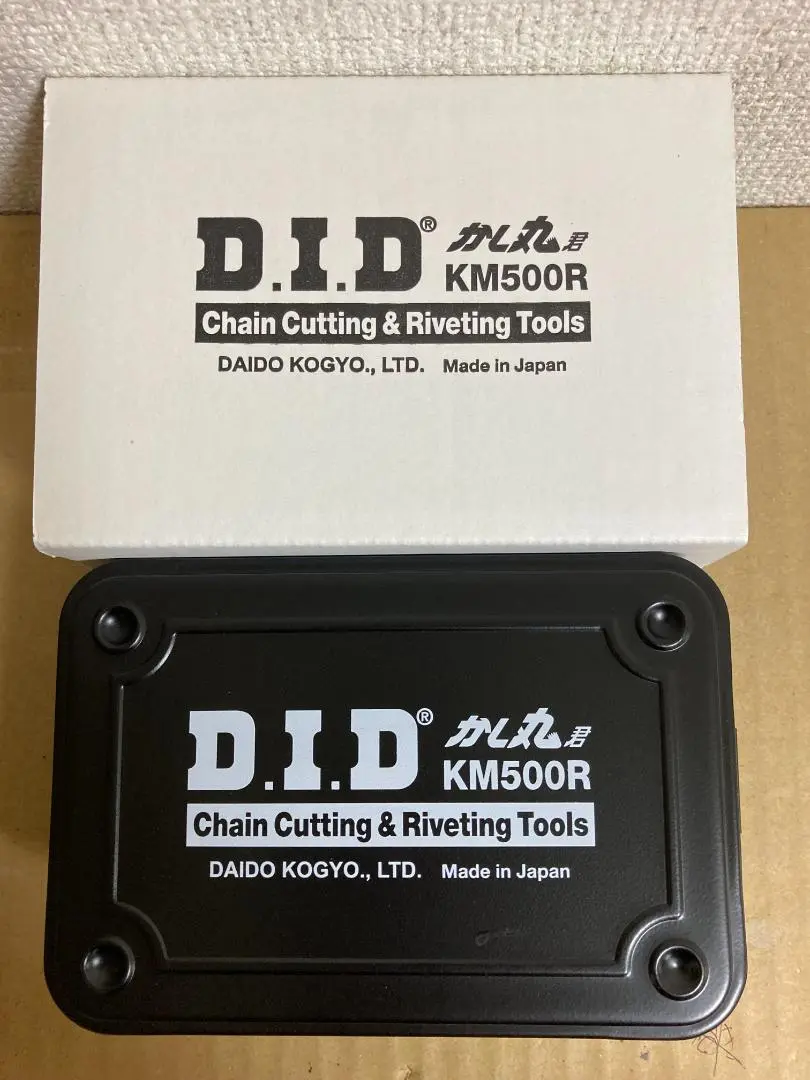 D.I.D® かし丸君
KM500R
Chain Cutting & Riveting Tools
DAIDO KOGYO., LTD. Made in Japan
D.I.D® かし丸君
KM500R
Chain Cutting & Riveting Tools
DAIDO KOGYO., LTD. Made in Japan